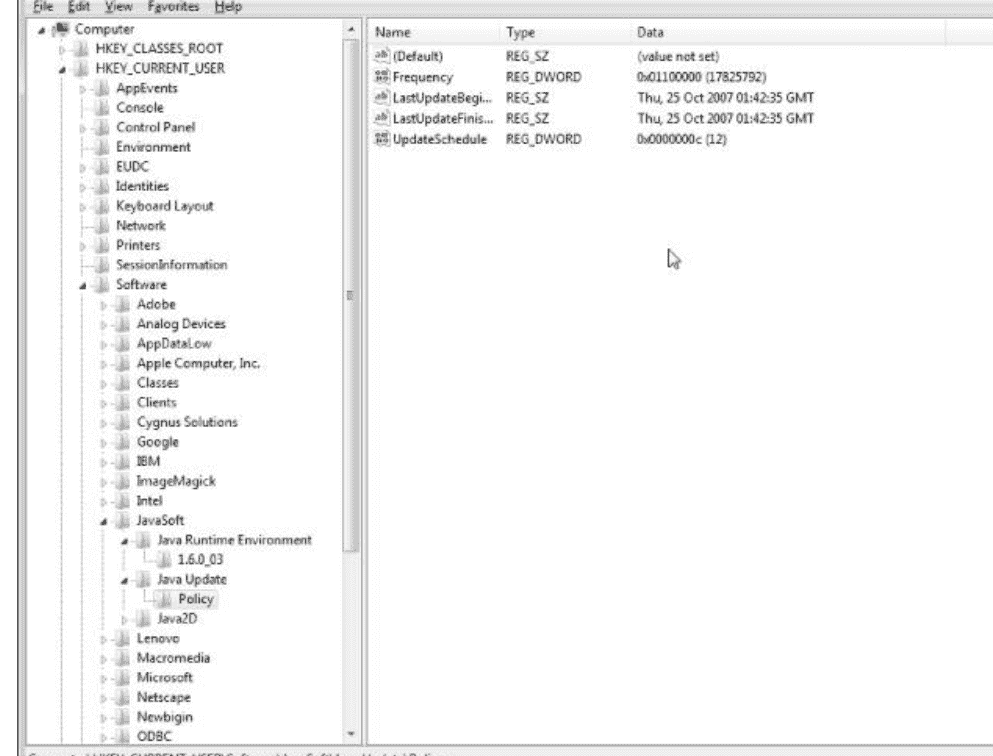 File Edit View Favorites Help
Computer
HKEY_CLASSES_ROOT
HKEY_CURRENT_USER
AppEvents
Console
Control Panel
Environment
EUDC
Identities
Keyboard Layout
Network
Printers
SessionInformation
Software
Adobe
Analog Devices
AppDataLow
Apple Computer, Inc.
Classes
Clients
Cygnus Solutions
Google
IBM
ImageMagick
Intel
JavaSoft
Java Runtime Environment
1.6.0_03
Java Update
Policy
Java2D
Lenovo
Macromedia
Microsoft
Netscape
Newbigin
ODBC
Name Type Data
(Default) REG_SZ (value not set)
Frequency REG_DWORD 0x01100000 (17825792)
LastUpdateBegi... REG_SZ Thu, 25 Oct 2007 01:42:35 GMT
LastUpdateFinis... REG_SZ Thu, 25 Oct 2007 01:42:35 GMT
UpdateSchedule REG_DWORD 0x0000000c (12)